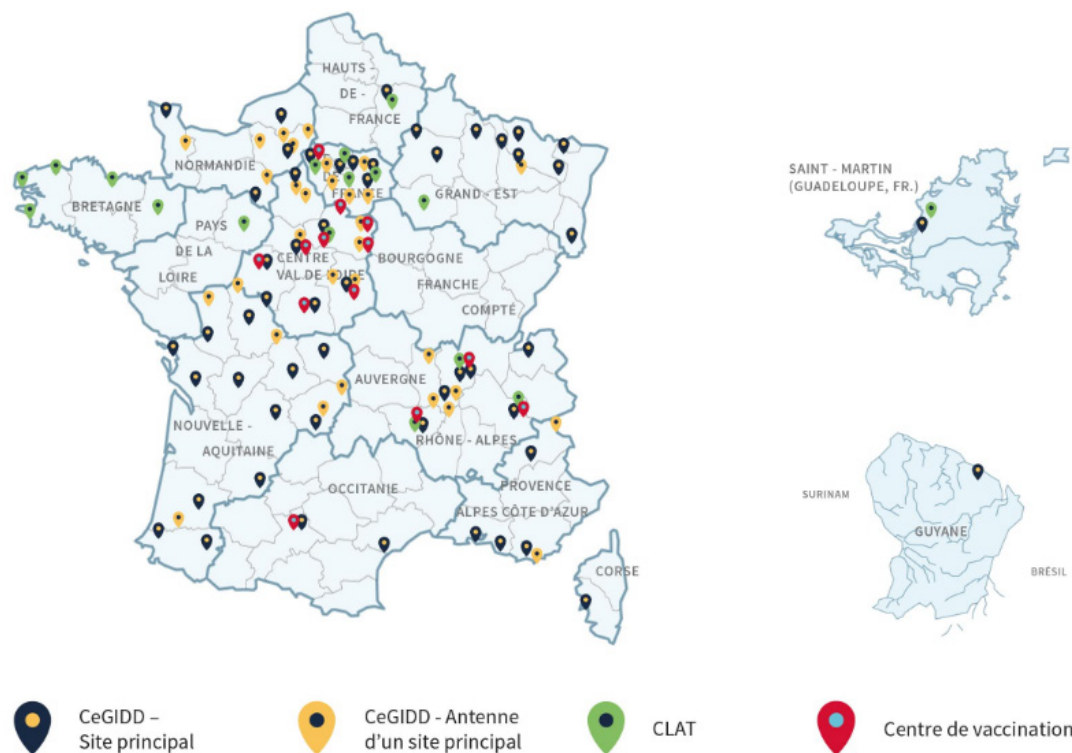 HAUTS -
DE -
FRANCE
NORMANDIE
DE
FRANCE
GRAND - EST
BRETAGNE
PAYS
DE LA
LOIRE
CENTRE
VAL DE LOIRE
BOURGOGNE
FRANCHE
COMPTÉ
AUVERGNE
RHÔNE - ALPES
NOUVELLE -
AQUITAINE
OCCITANIE
PROVENCE
ALPES CÔTE D'AZUR
CORSE
SAINT - MARTIN
(GUADELOUPE, FR.)
SURINAM
GUYANE
BRÉSIL
CeGIDD –
Site principal
CeGIDD - Antenne
d'un site principal
CLAT
Centre de vaccination